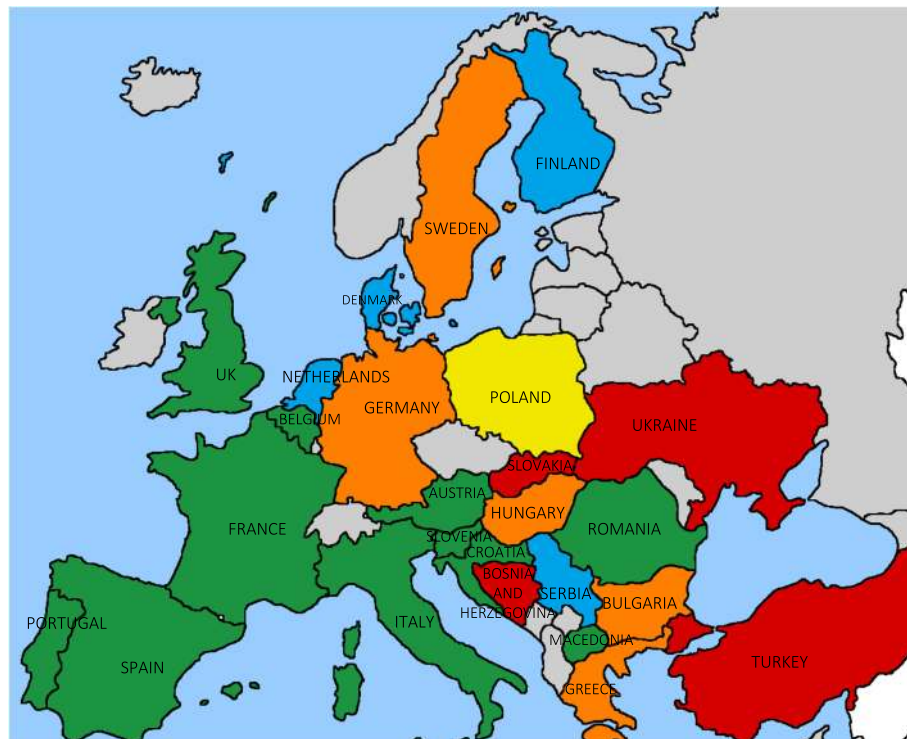 FINLAND
SWEDEN
DENMARK
UK
NETHERLANDS
GERMANY
POLAND
BELGIUM
UKRAINE
SLOVAKIA
AUSTRIA
HUNGARY
FRANCE
ROMANIA
SLOVENIA
CROATIA
BOSNIA
AND
HERZEGOVINA
SERBIA
BULGARIA
PORTUGAL
ITALY
MACEDONIA
SPAIN
TURKEY
GREECE